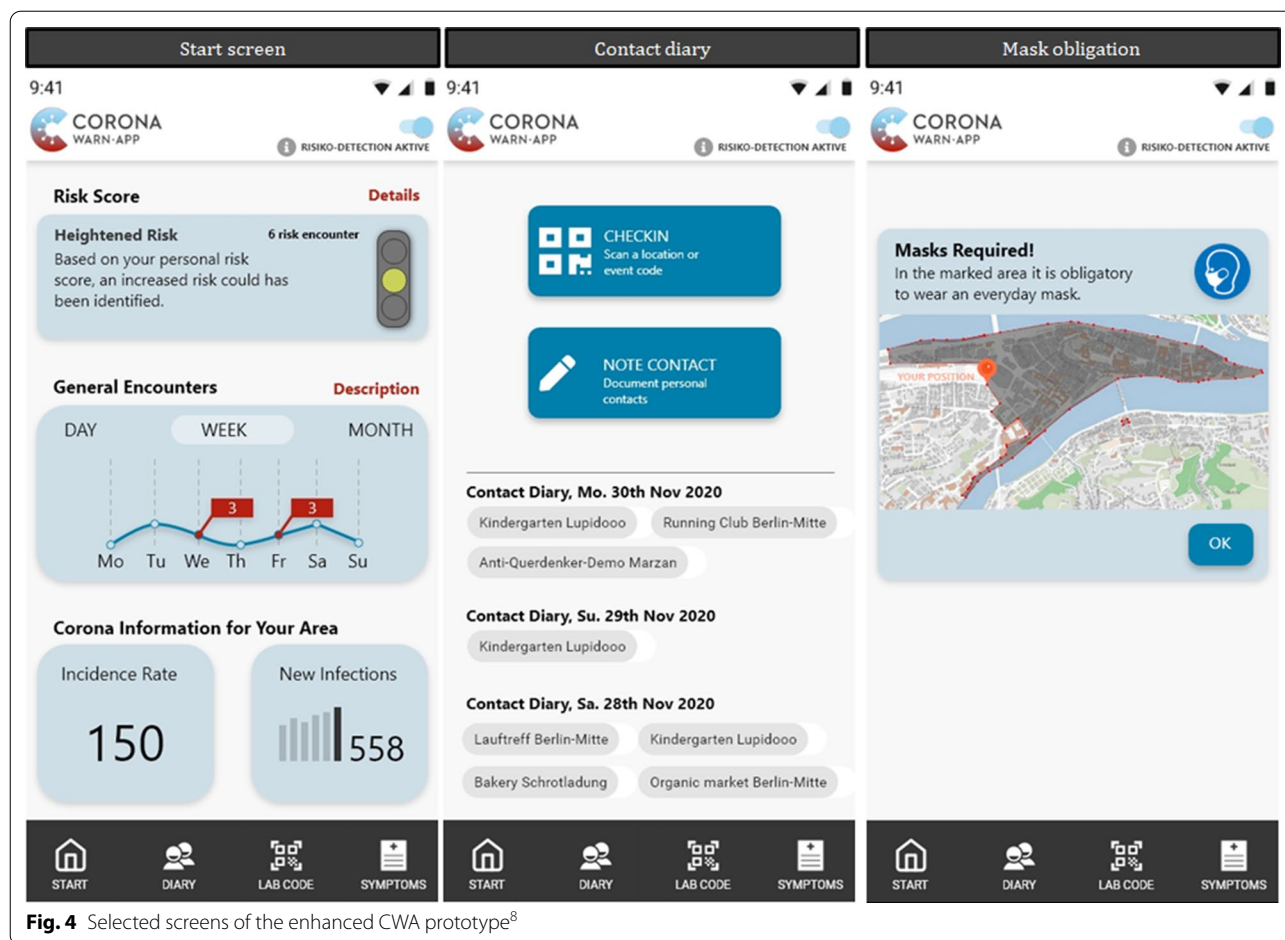 Start screen
9:41
CORONA
WARN-APP
RISIKO-DETECTION AKTIVE
Risk Score Details
Heightened Risk 6 risk encounter
Based on your personal risk
score, an increased risk could has
been identified.
General Encounters Description
DAY WEEK MONTH
3 3
Mo Tu We Th Fr Sa Su
Corona Information for Your Area
Incidence Rate New Infections
150 558
START DIARY LAB CODE SYMPTOMS
Contact diary
9:41
CORONA
WARN-APP
RISIKO-DETECTION AKTIVE
CHECKIN
Scan a location or
event code
NOTE CONTACT
Document personal
contacts
Contact Diary, Mo. 30th Nov 2020
Kindergarten Lupidooo Running Club Berlin-Mitte
Anti-Querdenker-Demo Marzan
Contact Diary, Su. 29th Nov 2020
Kindergarten Lupidooo
Contact Diary, Sa. 28th Nov 2020
Lauftreff Berlin-Mitte Kindergarten Lupidooo
Bakery Schrotladung Organic market Berlin-Mitte
START DIARY LAB CODE SYMPTOMS
Mask obligation
9:41
CORONA
WARN-APP
RISIKO-DETECTION AKTIVE
Masks Required!
In the marked area it is obligatory
to wear an everyday mask.
YOUR POSITION
OK
START DIARY LAB CODE SYMPTOMS
Fig. 4 Selected screens of the enhanced CWA prototype8